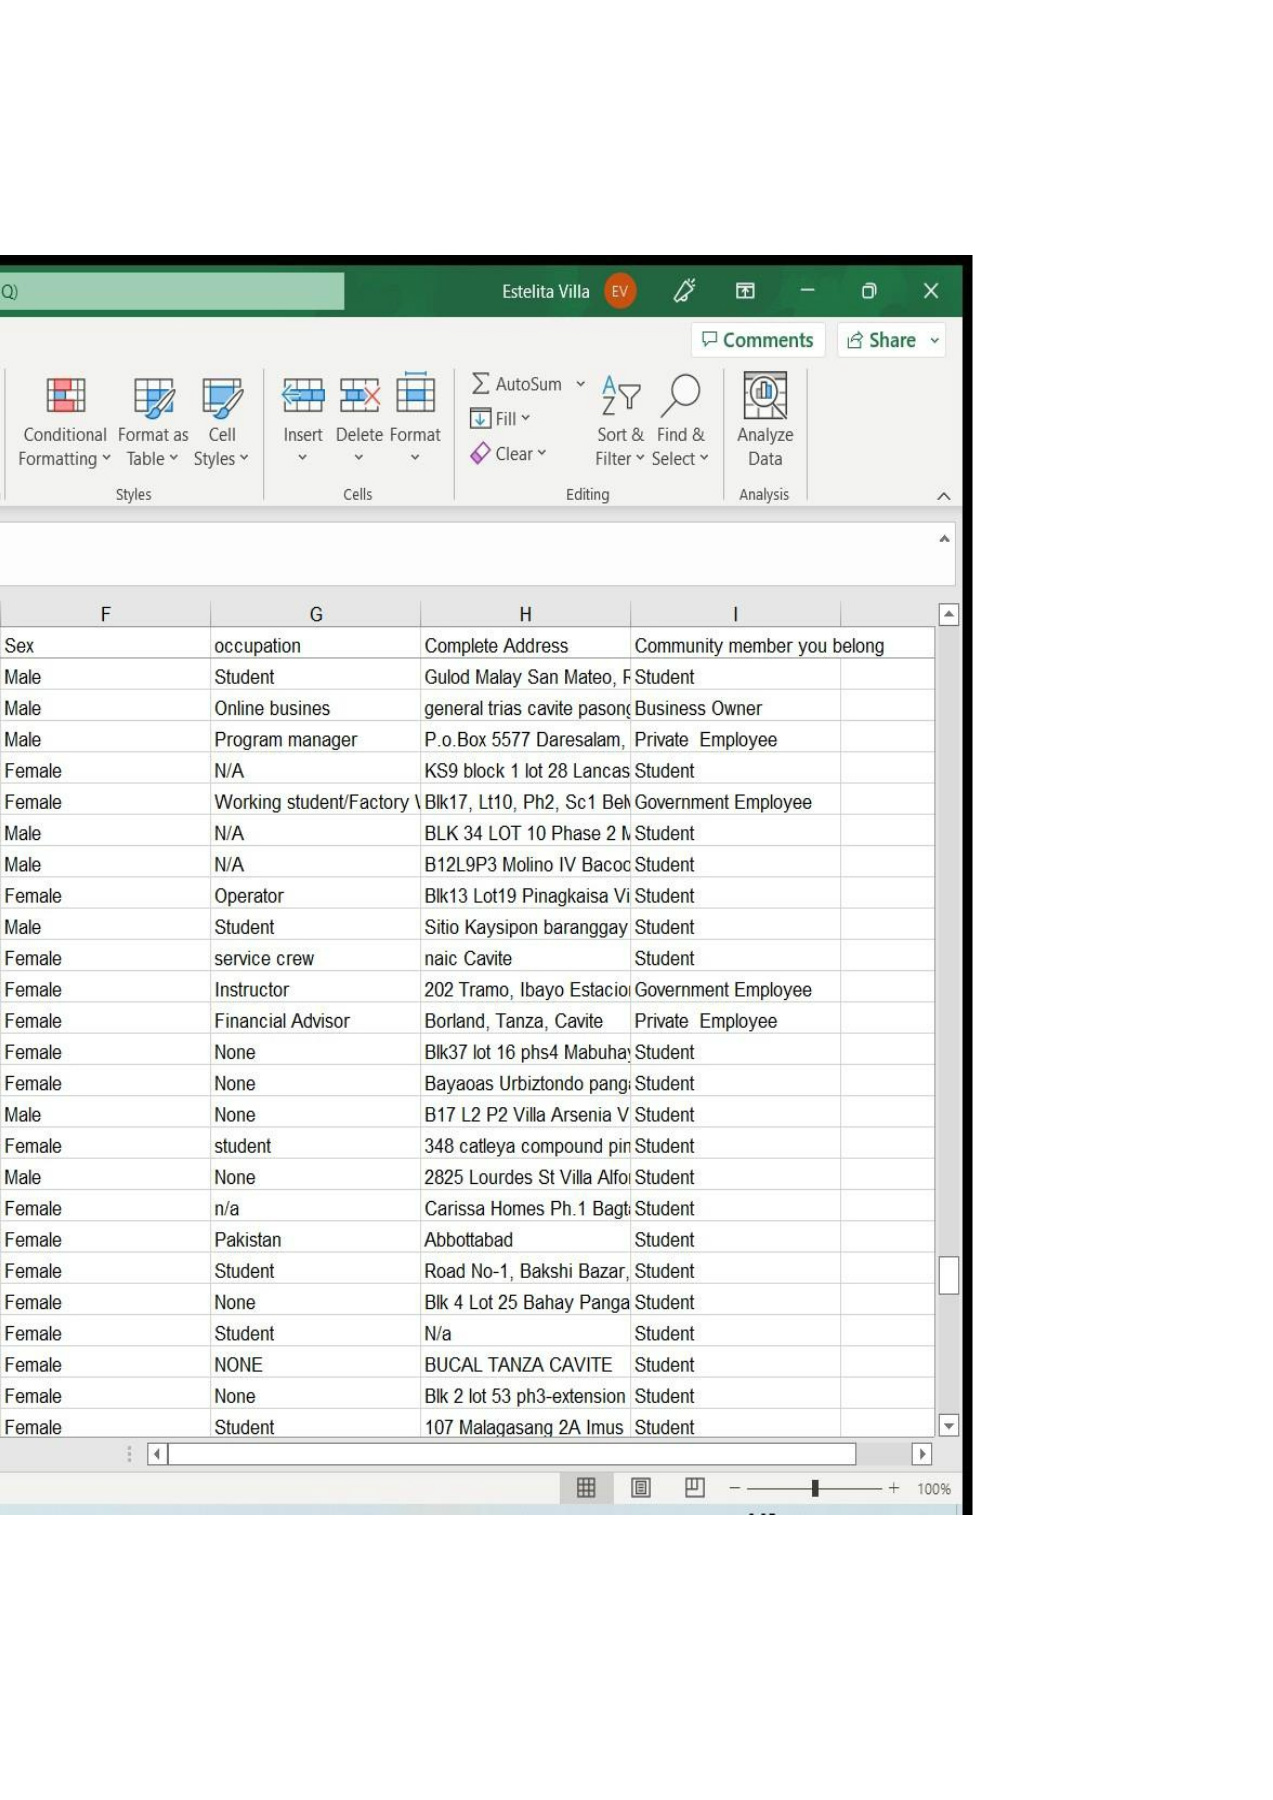 Q)
Estelita Villa EV
Comments Share
AutoSum
Fill
Clear
Conditional Format as Cell Insert Delete Format Sort & Find & Analyze
Formatting Table Styles Filter Select Data
Styles Cells Editing Analysis
F G H I
Sex occupation Complete Address Community member you belong
Male Student Gulod Malay San Mateo, Student
Male Online busines general trias cavite pasong Business Owner
Male Program manager P.o.Box 5577 Daresalam, Private Employee
Female N/A KS9 block 1 lot 28 Lancas Student
Female Working student/Factory Blk17, Lt10, Ph2, Sc1 Government Employee
Male N/A BLK 34 LOT 10 Phase 2 Student
Male N/A B12L9P3 Molino IV Bacoo Student
Female Operator Blk13 Lot19 Pinagkaisa Vi Student
Male Student Sitio Kaysipon baranggay Student
Female service crew naic Cavite Student
Female Instructor 202 Tramo, Ibayo Estacion Government Employee
Female Financial Advisor Borland, Tanza, Cavite Private Employee
Female None Blk37 lot 16 phs4 Mabuhay Student
Female None Bayaoas Urbiztondo panga Student
Male None B17 L2 P2 Villa Arsenia V Student
Female student 348 catleya compound pin Student
Male None 2825 Lourdes St Villa Alfo Student
Female n/a Carissa Homes Ph.1 Bagt Student
Female Pakistan Abbottabad Student
Female Student Road No-1, Bakshi Bazar, Student
Female None Blk 4 Lot 25 Bahay Panga Student
Female Student N/a Student
Female NONE BUCAL TANZA CAVITE Student
Female None Blk 2 lot 53 ph3-extension Student
Female Student 107 Malagasang 2A Imus Student
100%